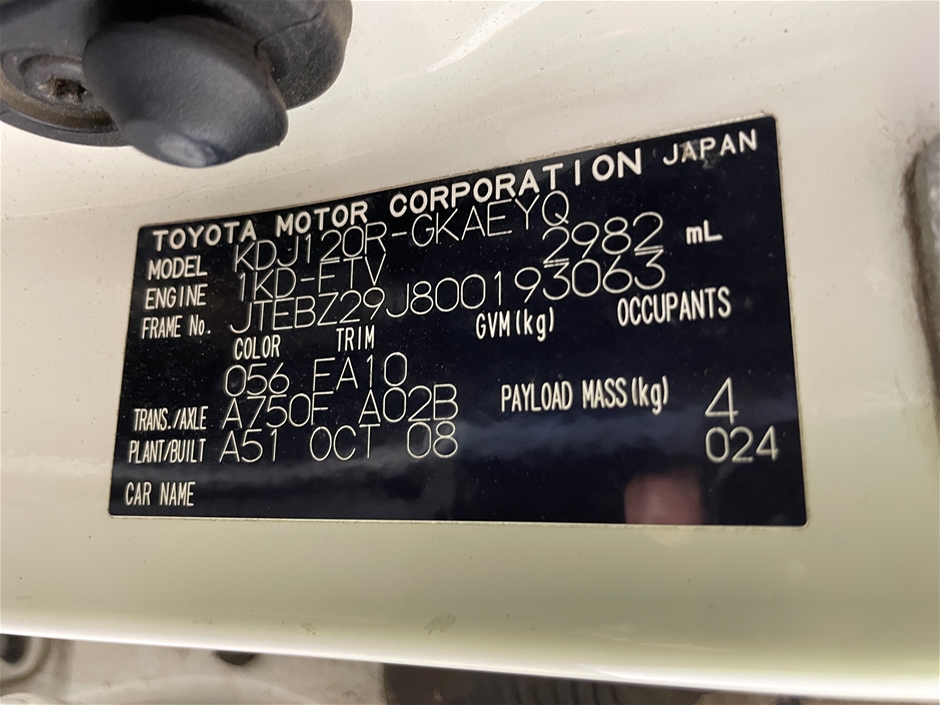 TOYOTA MOTOR CORPORATION JAPAN
MODEL KDJ120R-GKAEYQ
ENGINE 1KD-FTV 2982 mL
FRAME No. JTEBZ29J800193063
COLOR TRIM GVM(kg) OCCUPANTS
056 EA10
TRANS./AXLE A750F A02B PAYLOAD MASS(kg) 4
PLANT/BUILT A51 OCT 08 024
CAR NAME